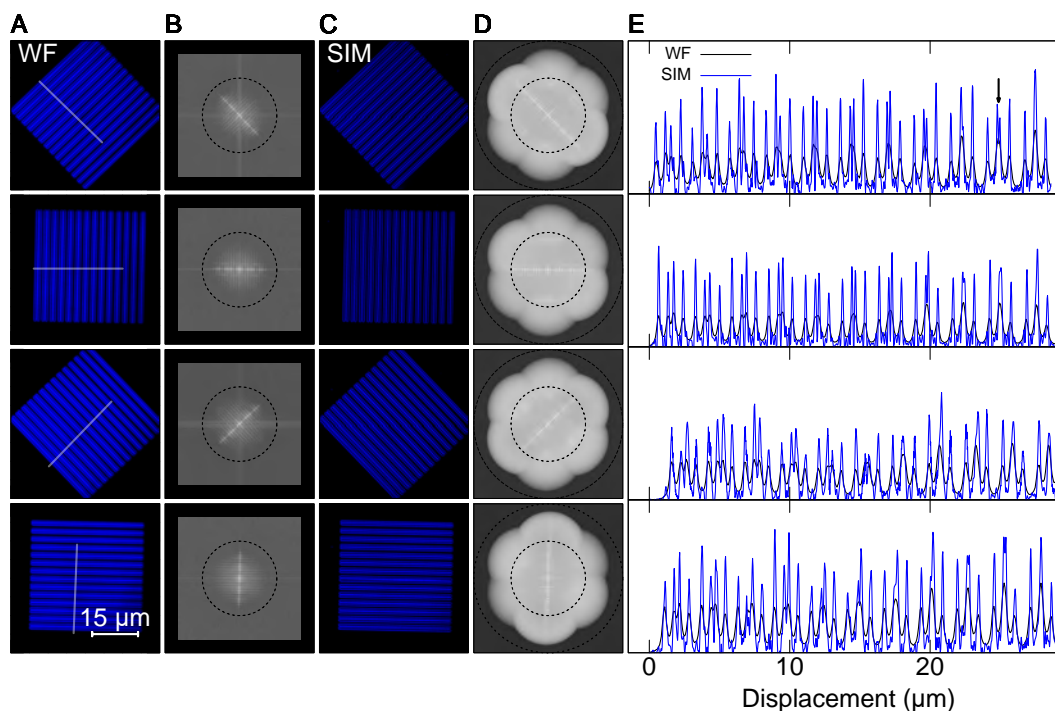 A B C D E
WF
SIM
WF
SIM
15 µm
0 10 20
Displacement (µm)